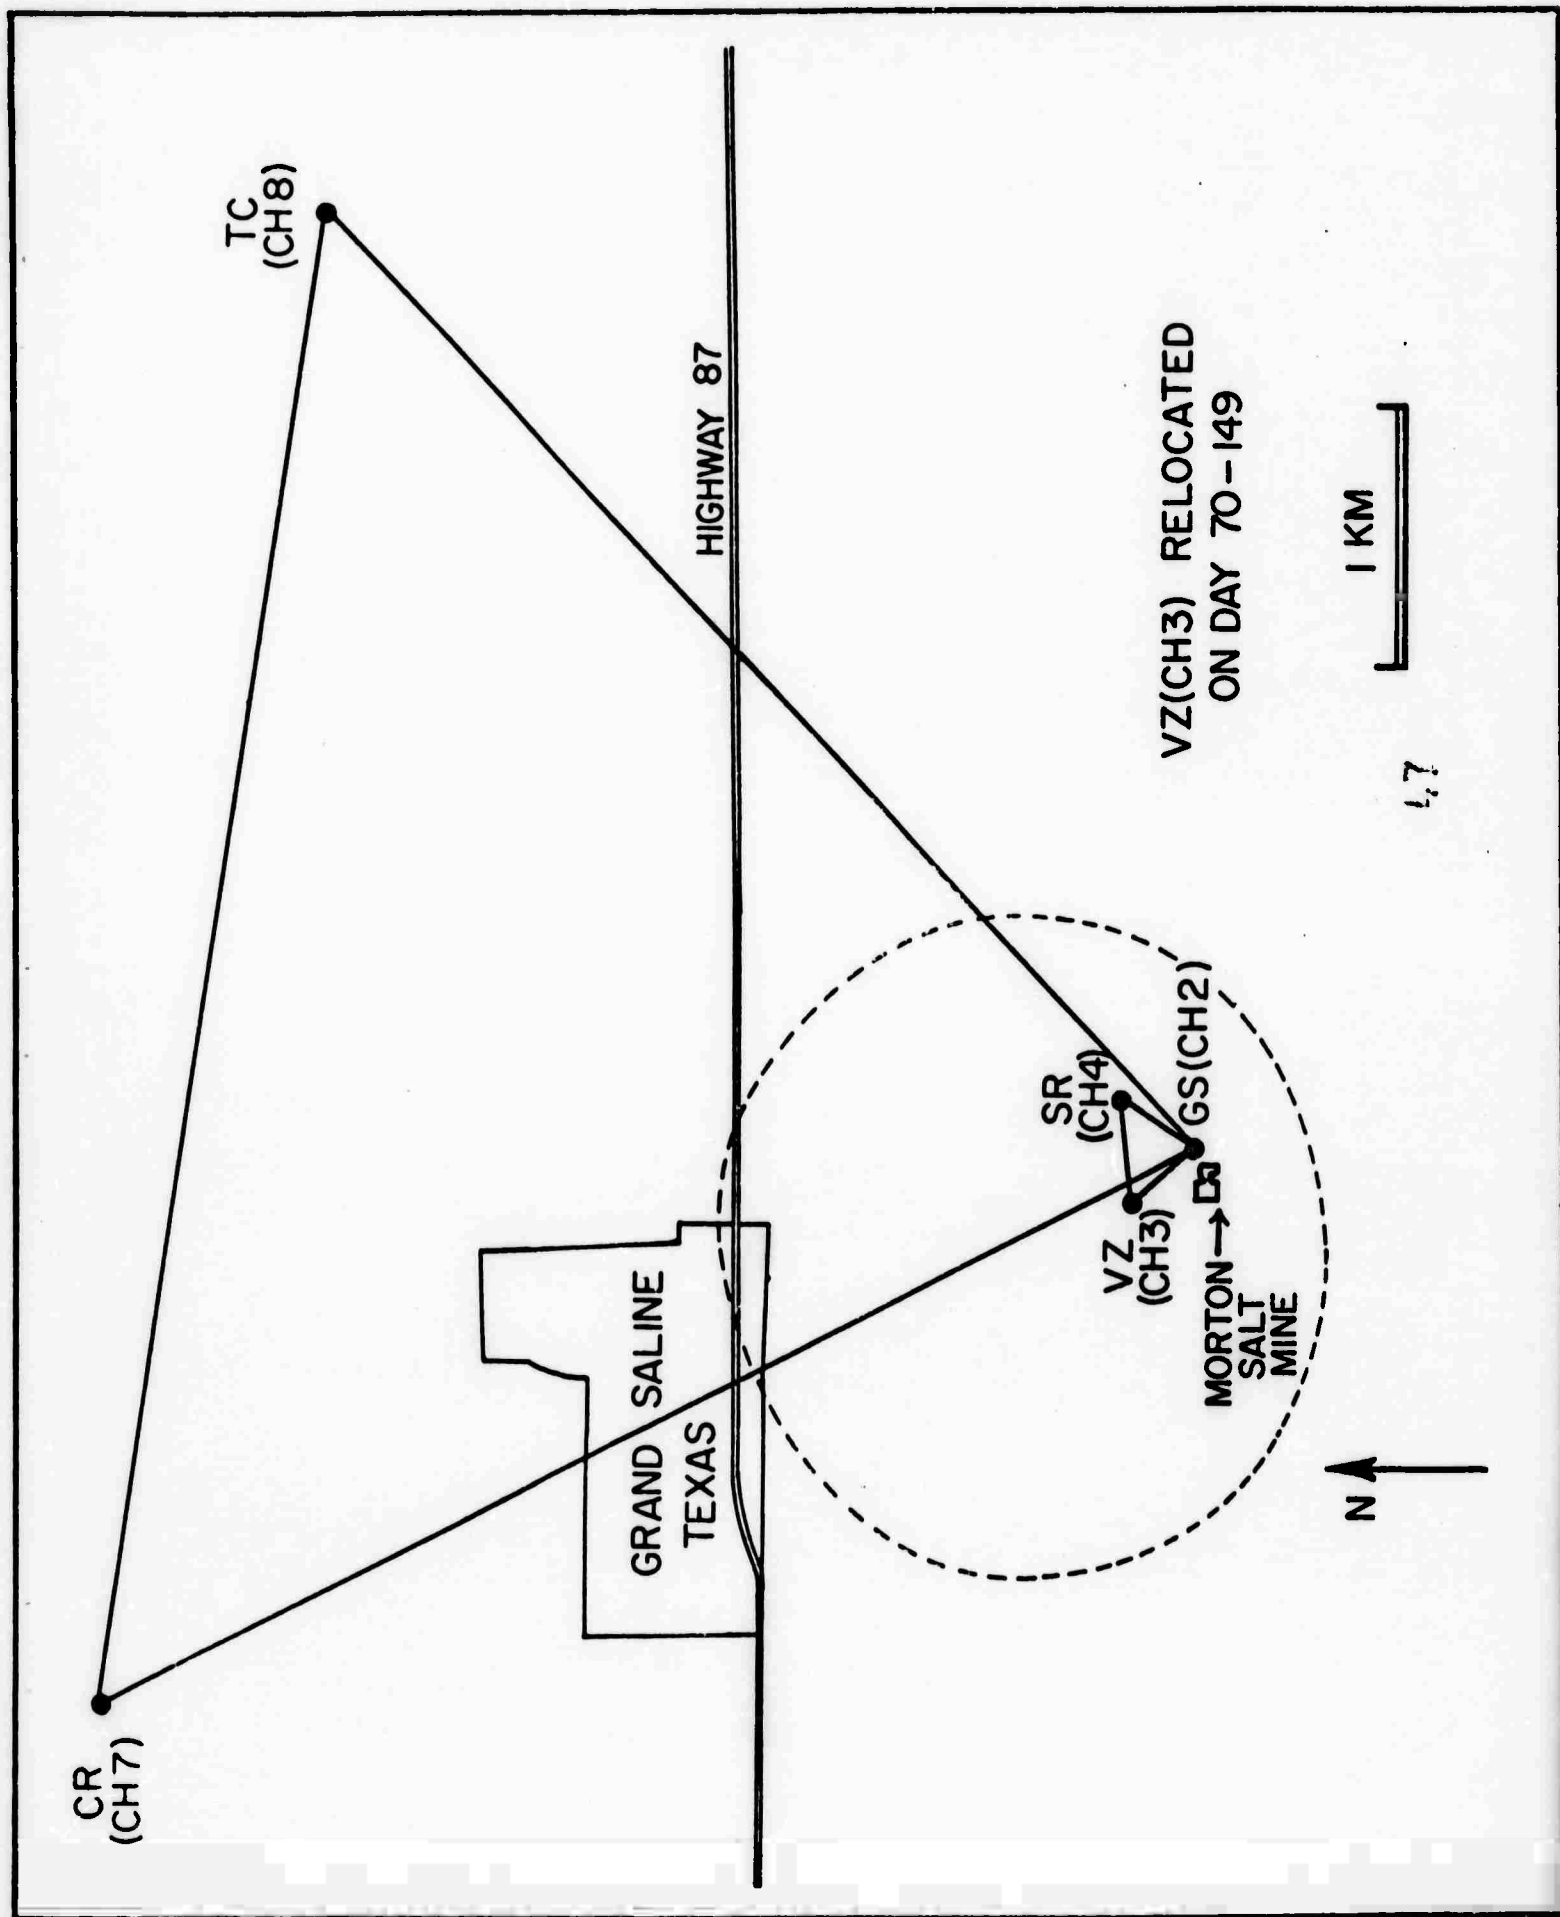 CR
(CH7)
TC
(CH8)
GRAND SALINE
TEXAS
HIGHWAY 87
SR
(CH4)
VZ
(CH3)
GS(CH2)
MORTON→
SALT
MINE
VZ(CH3) RELOCATED
ON DAY 70-149
N
1 KM